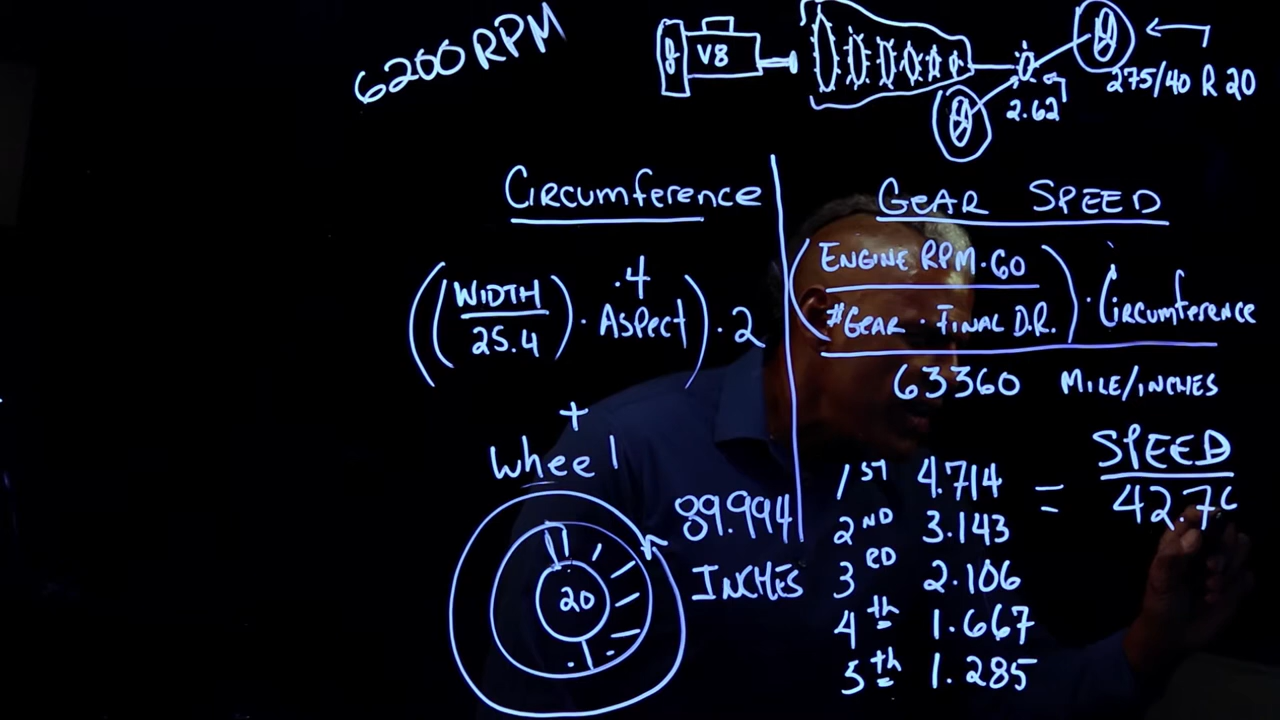 6200 RPM
V8
2.62
275/40 R 20
Circumference
((WIDTH/25.4) · .4 Aspect) · 2
+
Wheel
20
89.994
INCHES
GEAR SPEED
(ENGINE RPM · 60
#GEAR · FINAL D.R.) · Circumference
63360 MILE/INCHES
SPEED
1ST 4.714 = 42.7
2ND 3.143
3RD 2.106
4th 1.667
5th 1.285